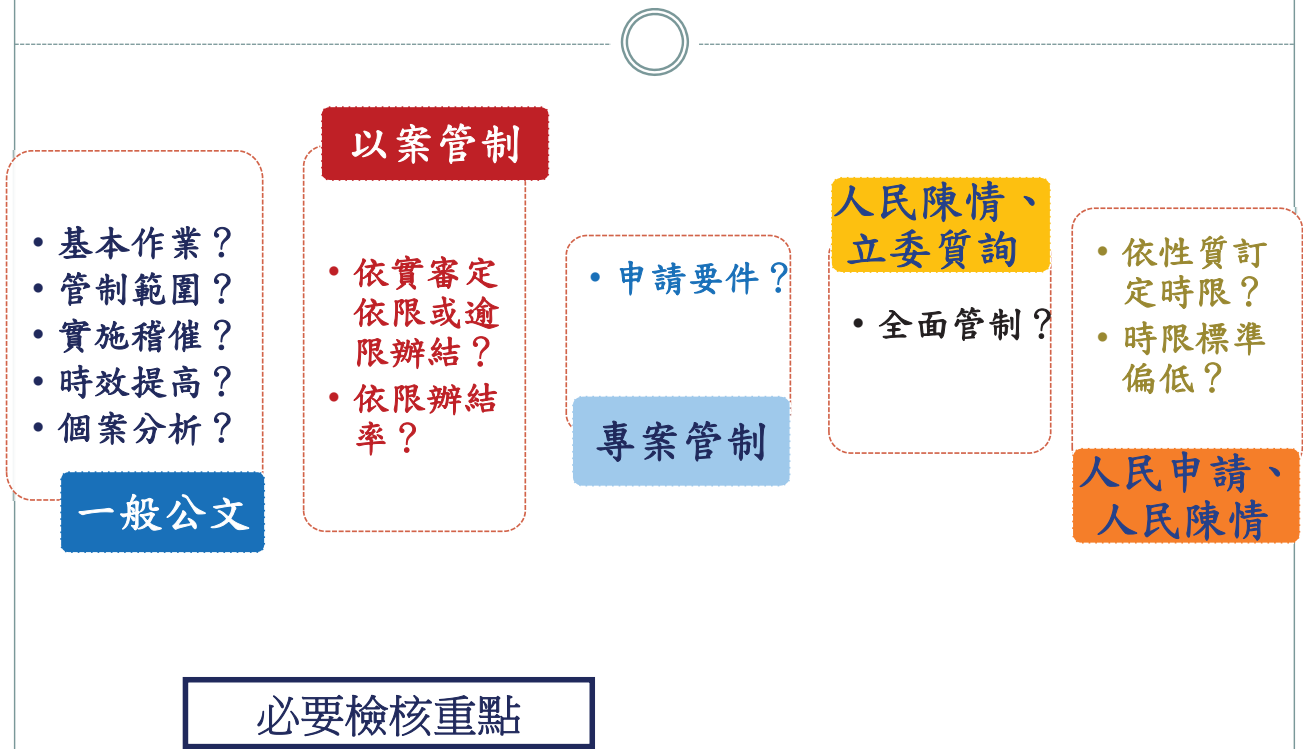 • 基本作業？
• 管制範圍？
• 實施稽催？
• 時效提高？
• 個案分析？
一般公文
以案管制
• 依實審定
依限或逾
限辦結？
• 依限辦結
率？
• 申請要件？
專案管制
人民陳情、
立委質詢
• 全面管制？
• 依性質訂
定時限？
• 時限標準
偏低？
人民申請、
人民陳情
必要檢核重點